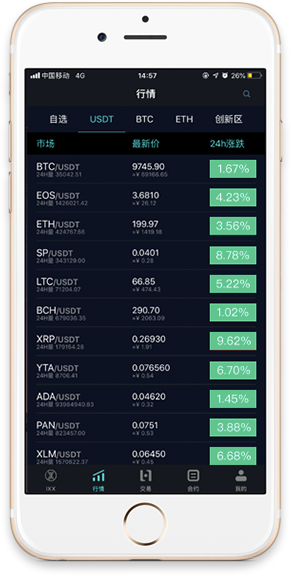 中国移动 4G 14:57 26%
行情
自选 USDT BTC ETH 创新区
市场 最新价 24h涨跌
BTC/USDT 9745.90 1.67%
24H量 35042.51 ≈¥ 69166.65
EOS/USDT 3.6810 4.23%
24H量 1426021.42 ≈¥ 26.12
ETH/USDT 199.97 3.56%
24H量 424767.66 ≈¥ 1419.18
SP/USDT 0.0401 8.78%
24H量 343129.00 ≈¥ 0.28
LTC/USDT 66.85 5.22%
24H量 71204.07 ≈¥ 474.43
BCH/USDT 290.70 1.02%
24H量 679036.35 ≈¥ 2063.09
XRP/USDT 0.26930 9.62%
24H量 179154.28 ≈¥ 1.91
YTA/USDT 0.076560 6.70%
24H量 8706.41 ≈¥ 0.54
ADA/USDT 0.04620 1.45%
24H量 93964940.83 ≈¥ 0.32
PAN/USDT 0.0751 3.88%
24H量 823457.00 ≈¥ 0.53
XLM/USDT 0.06450 6.68%
24H量 1570822.37 ≈¥ 0.45
IXX 行情 交易 合约 我的